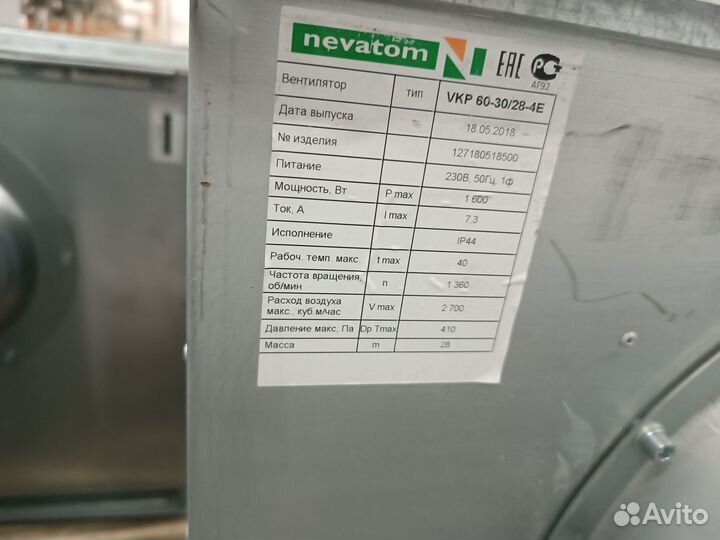 nevatom EAC PG
АГ92
Вентилятор тип VKP 60-30/28-4E
Дата выпуска 18.05.2018
№ изделия 127180518500
Питание 230В, 50Гц, 1ф
Мощность, Вт P max 1 600
Ток, А I max 7,3
Исполнение IP44
Рабоч. темп. макс. t max 40
Частота вращения, об/мин n 1 360
Расход воздуха макс., куб.м/час V max 2 700
Давление макс, Па Dp Tmax 410
Масса m 28
Avito